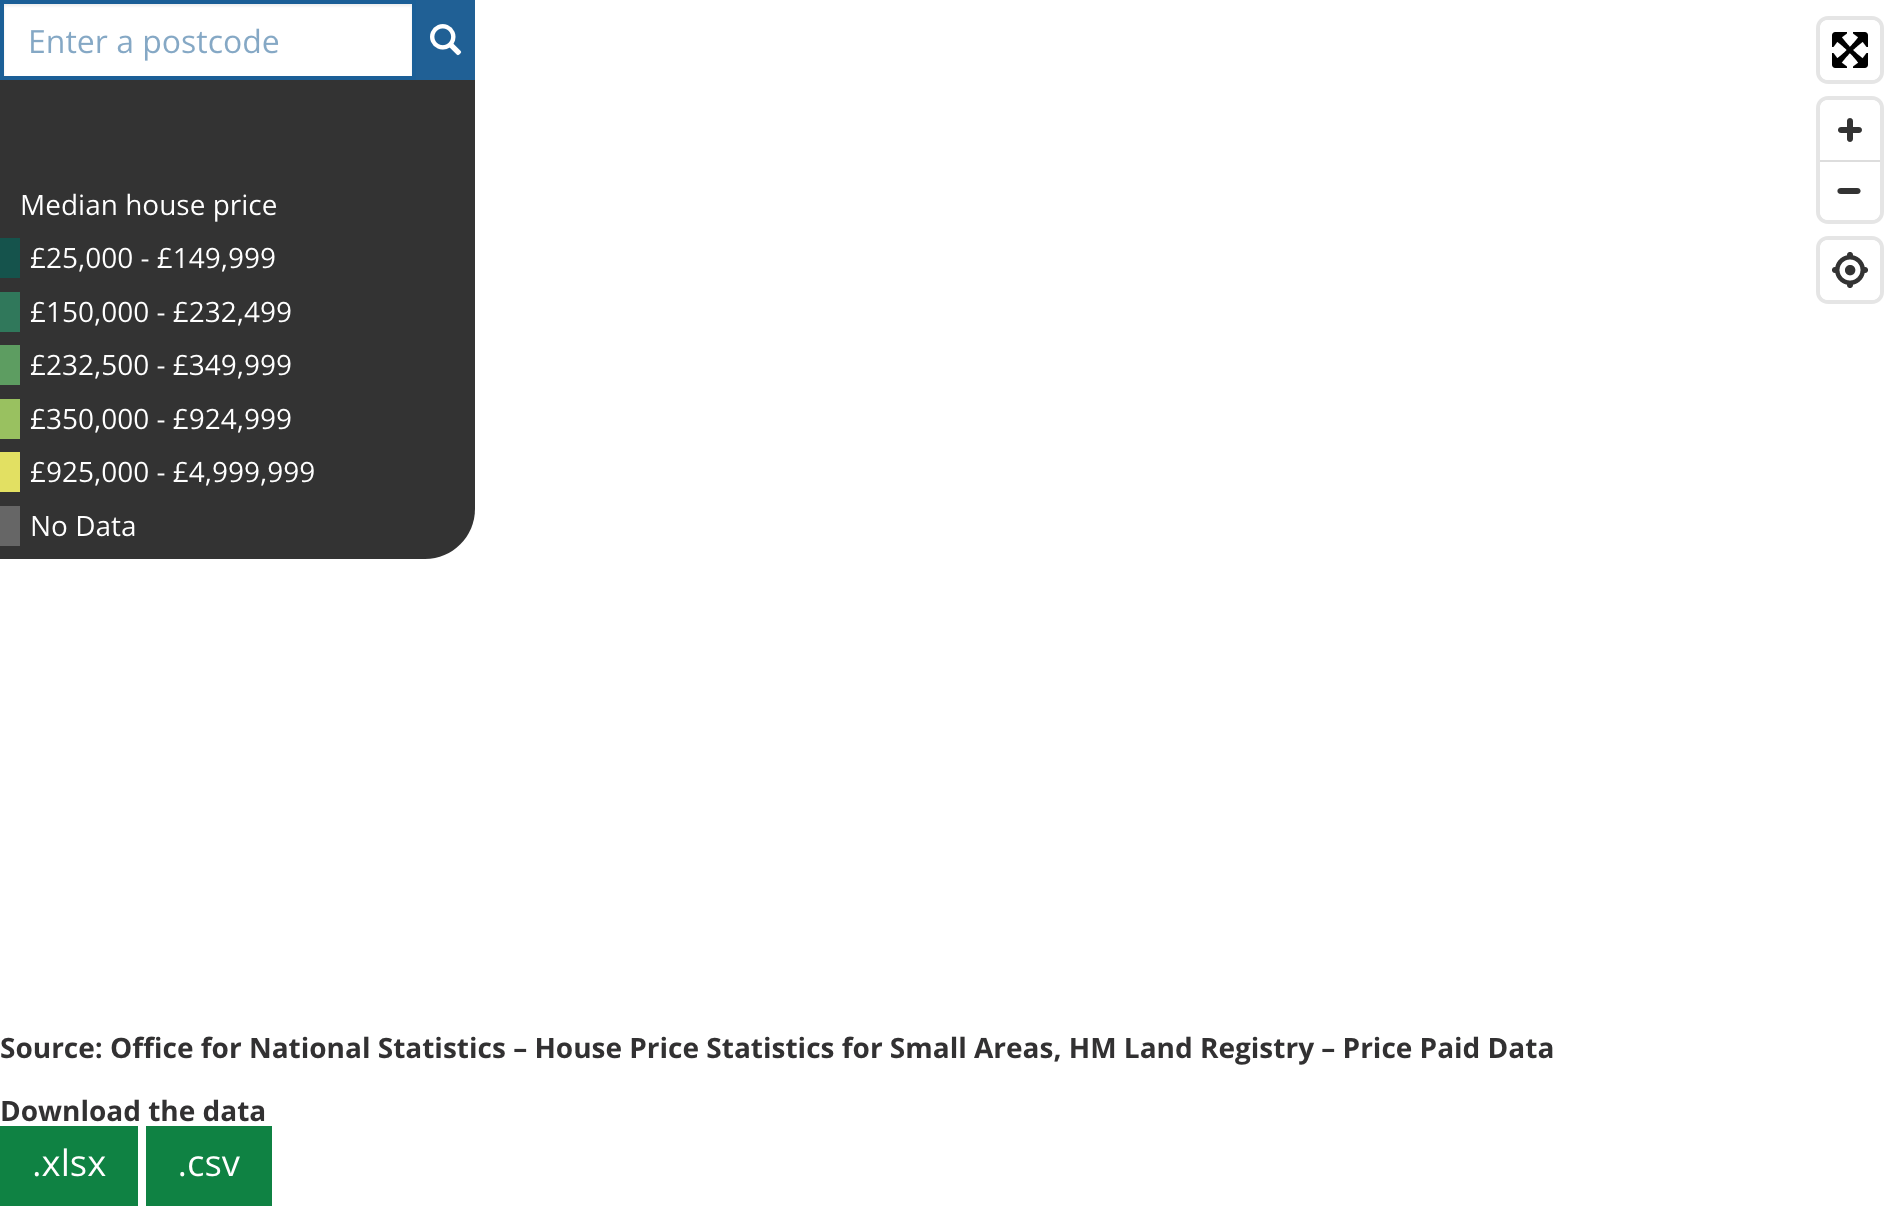 Enter a postcode
Median house price
£25,000 - £149,999
£150,000 - £232,499
£232,500 - £349,999
£350,000 - £924,999
£925,000 - £4,999,999
No Data
Source: Office for National Statistics – House Price Statistics for Small Areas, HM Land Registry – Price Paid Data
Download the data
.xlsx .csv